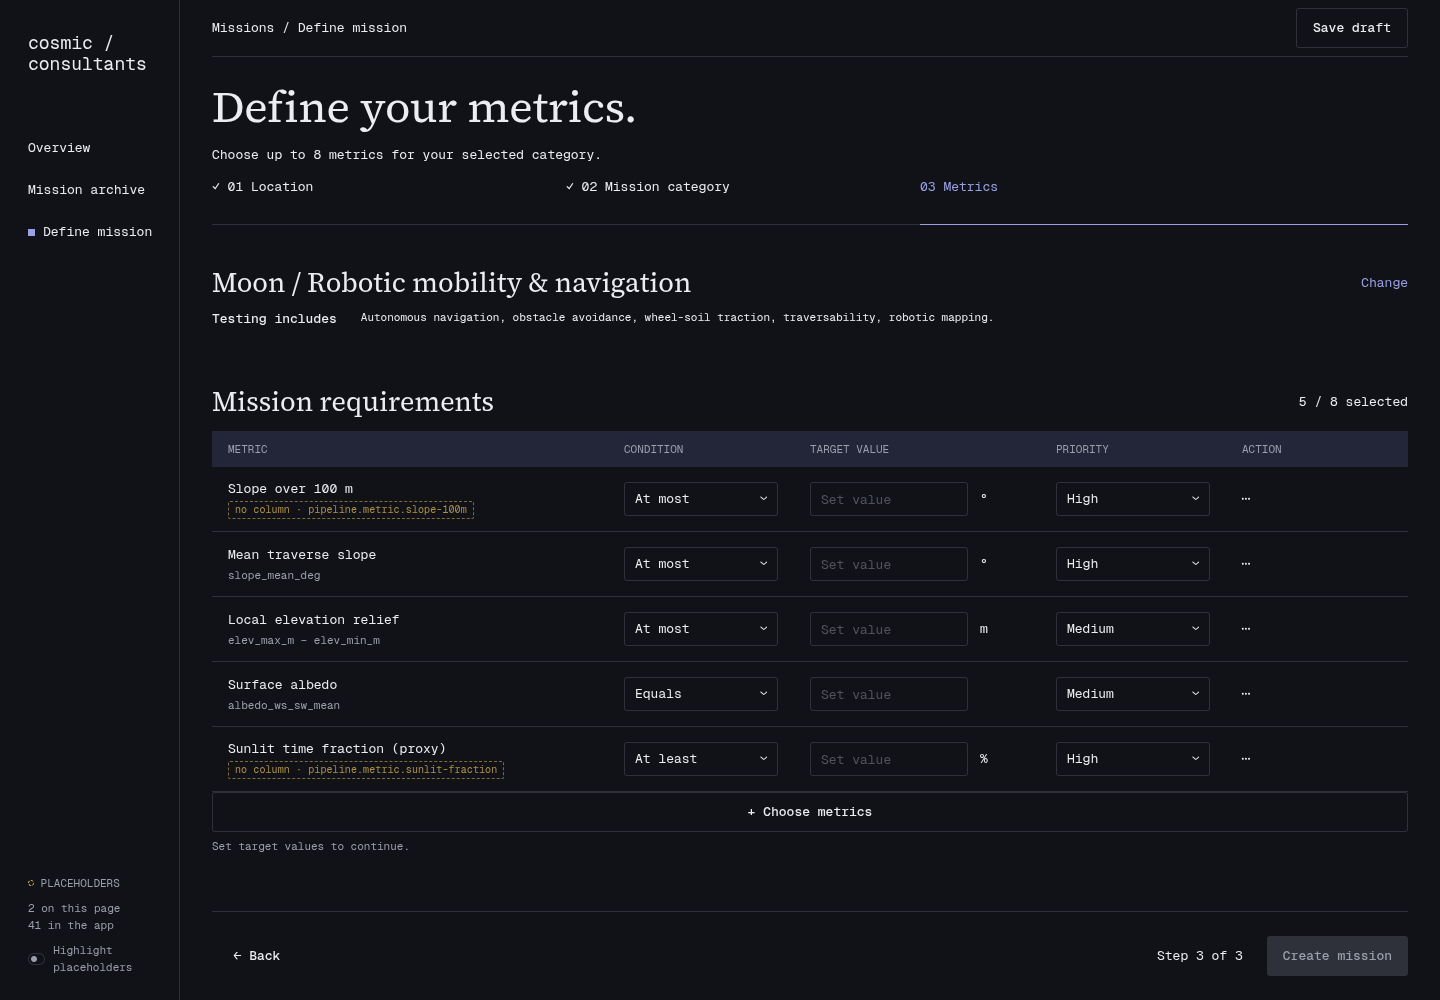 cosmic /
consultants
Overview
Mission archive
Define mission
PLACEHOLDERS
2 on this page
41 in the app
Highlight
placeholders
Missions / Define mission
Save draft
Define your metrics.
Choose up to 8 metrics for your selected category.
✓ 01 Location
✓ 02 Mission category
03 Metrics
Moon / Robotic mobility & navigation
Change
Testing includes
Autonomous navigation, obstacle avoidance, wheel-soil traction, traversability, robotic mapping.
Mission requirements
5 / 8 selected
METRIC CONDITION TARGET VALUE PRIORITY ACTION
Slope over 100 m
no column · pipeline.metric.slope-100m
At most Set value ° High ⋯
Mean traverse slope
slope_mean_deg
At most Set value ° High ⋯
Local elevation relief
elev_max_m − elev_min_m
At most Set value m Medium ⋯
Surface albedo
albedo_ws_sw_mean
Equals Set value Medium ⋯
Sunlit time fraction (proxy)
no column · pipeline.metric.sunlit-fraction
At least Set value % High ⋯
+ Choose metrics
Set target values to continue.
← Back
Step 3 of 3
Create mission